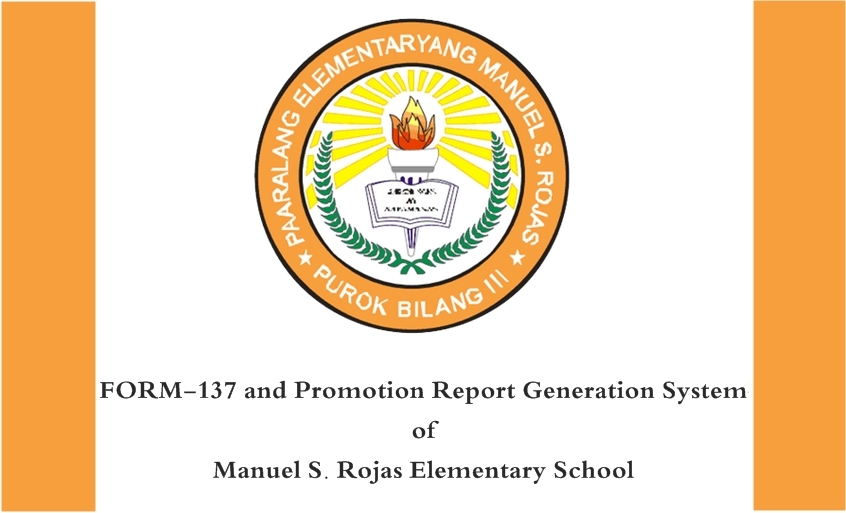 PAARALANG ELEMENTARYANG MANUEL S. ROJAS
PUROK BILANG III
FORM-137 and Promotion Report Generation System
of
Manuel S. Rojas Elementary School